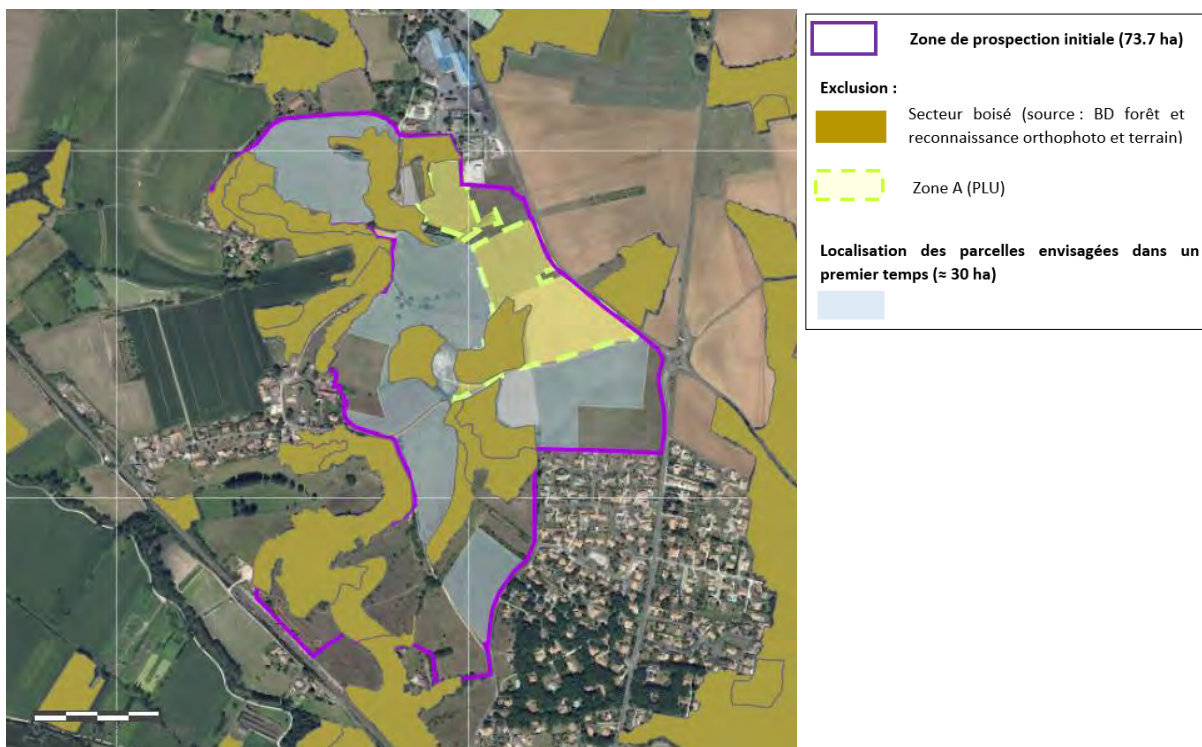 Zone de prospection initiale (73.7 ha)
Exclusion :
Secteur boisé (source : BD forêt et
reconnaissance orthophoto et terrain)
Zone A (PLU)
Localisation des parcelles envisagées dans un
premier temps (≈ 30 ha)